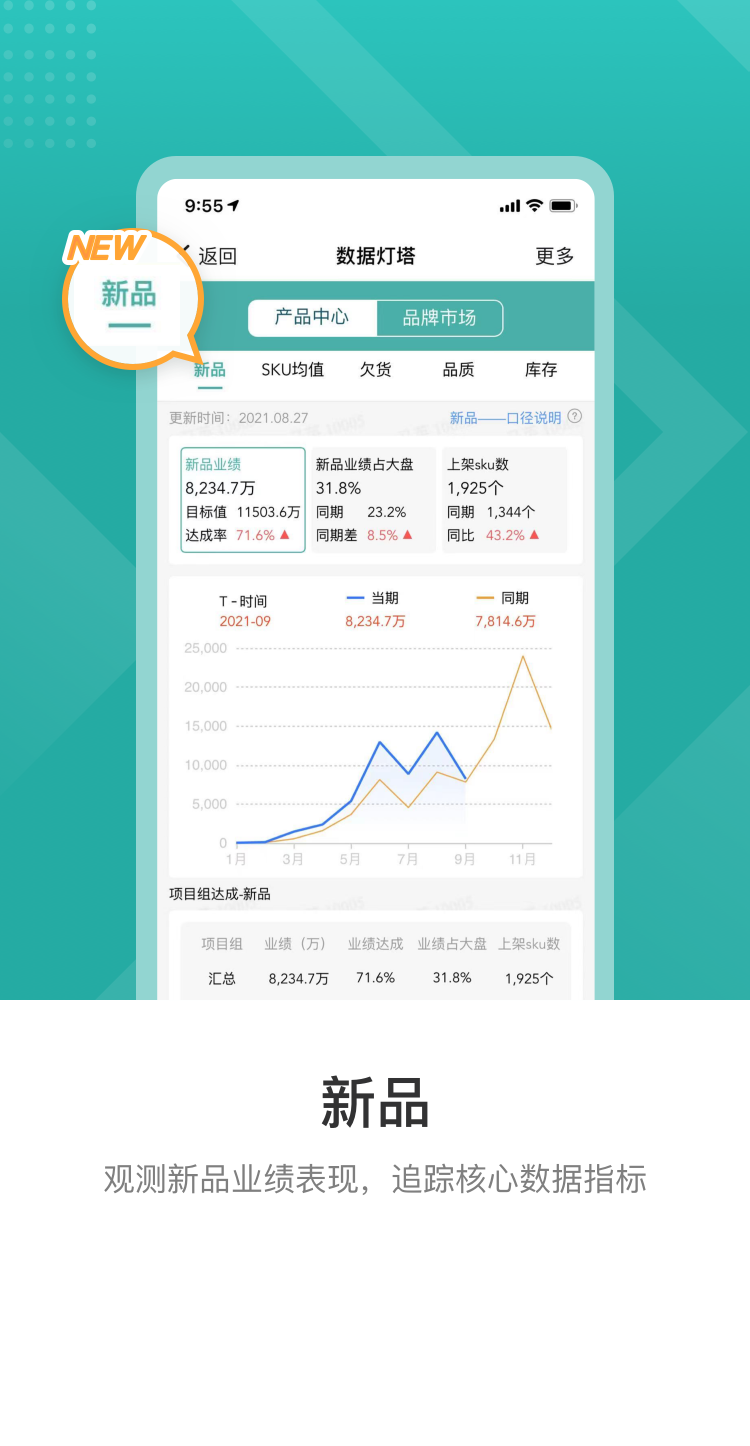 9:55
返回
数据灯塔
更多
NEW
新品
产品中心
品牌市场
新品
SKU均值
欠货
品质
库存
更新时间：2021.08.27
新品——口径说明 ?
新品业绩
8,234.7万
目标值 11503.6万
达成率 71.6%
新品业绩占大盘
31.8%
同期 23.2%
同期差 8.5%
上架sku数
1,925个
同期 1,344个
同比 43.2%
T-时间
2021-09
当期
8,234.7万
同期
7,814.6万
25,000
20,000
15,000
10,000
5,000
0
1月 3月 5月 7月 9月 11月
项目组达成-新品
项目组 业绩（万） 业绩达成 业绩占大盘 上架sku数
汇总 8,234.7万 71.6% 31.8% 1,925个
新品
观测新品业绩表现，追踪核心数据指标